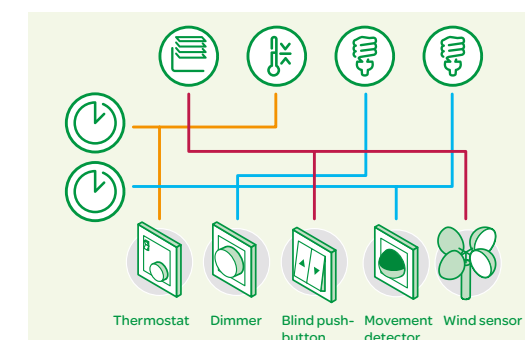 Thermostat Dimmer Blind push- Movement Wind sensor
button detector